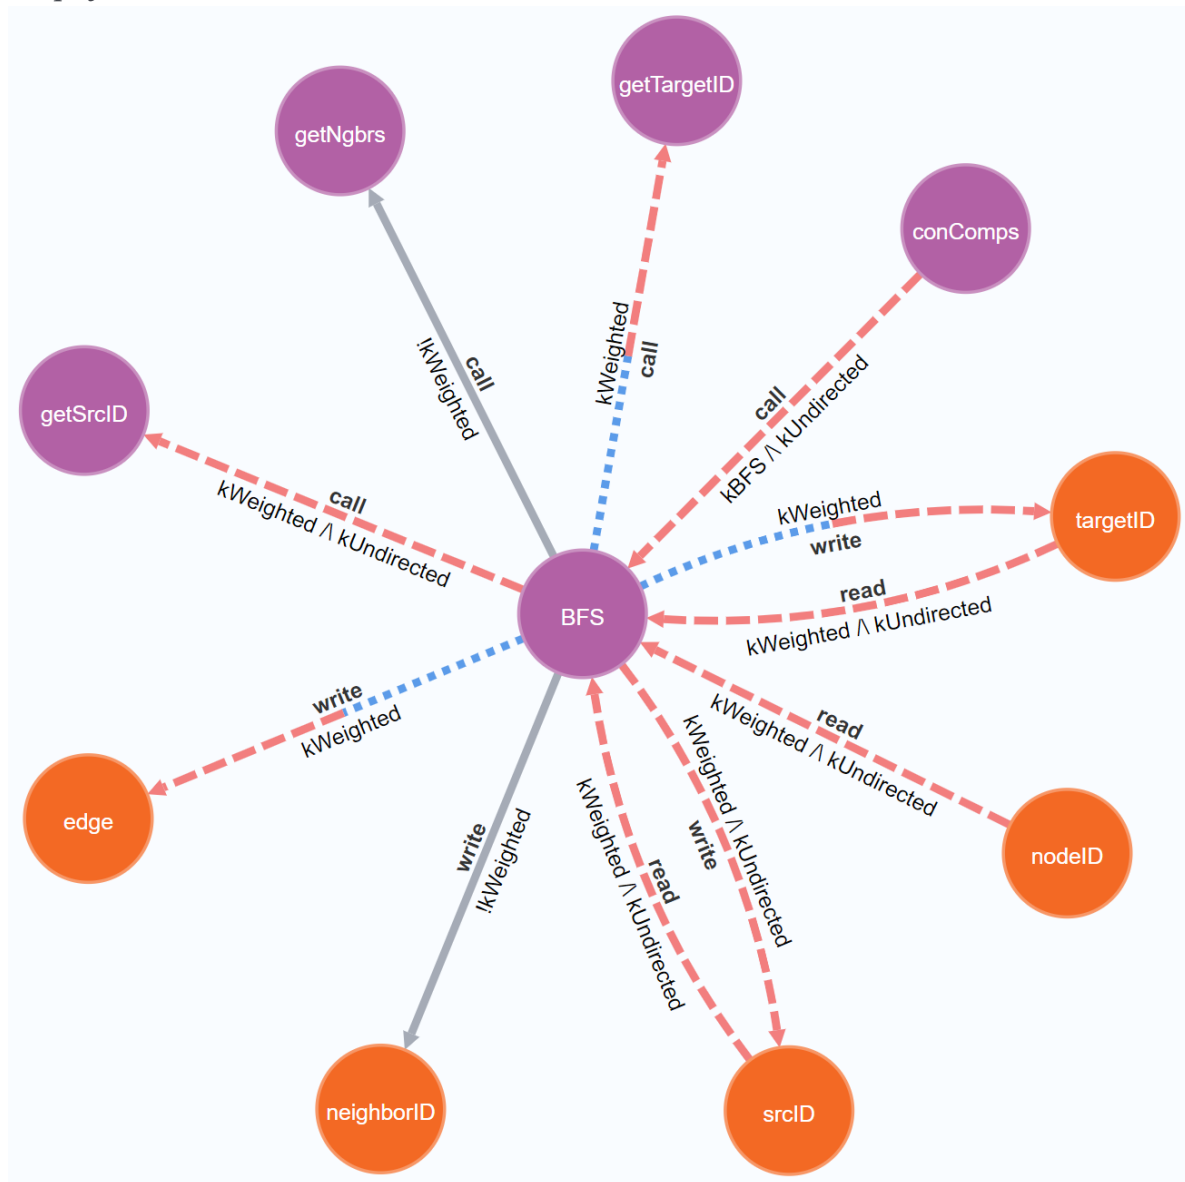 getTargetID
getNgbrs
conComps
kWeighted
call
call
!kWeighted
call
kBFS /\ kUndirected
getSrcID
call
kWeighted /\ kUndirected
kWeighted
write
targetID
read
kWeighted /\ kUndirected
BFS
write
kWeighted
read
kWeighted /\ kUndirected
kWeighted /\ kUndirected
write
edge
write
!kWeighted
read
kWeighted /\ kUndirected
nodeID
neighborID
srcID